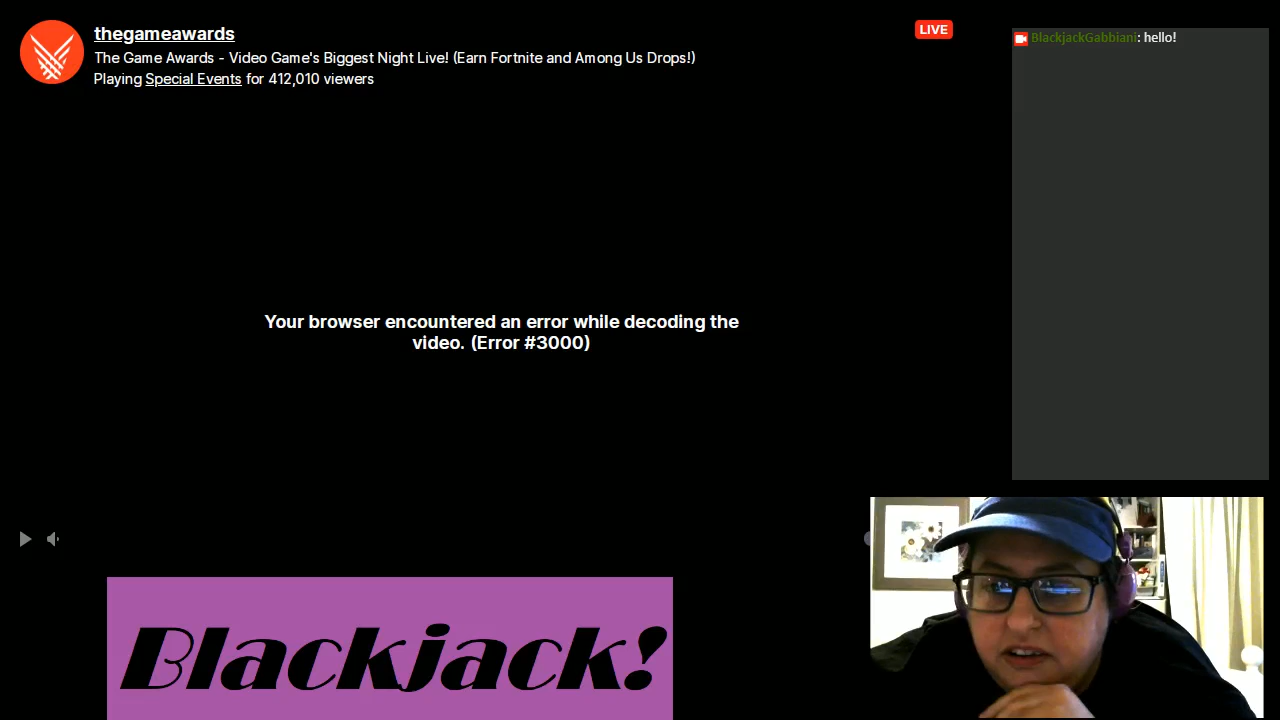 thegameawards
The Game Awards - Video Game's Biggest Night Live! (Earn Fortnite and Among Us Drops!)
Playing Special Events for 412,010 viewers
LIVE
BlackjackGabbiani: hello!
Your browser encountered an error while decoding the
video. (Error #3000)
Blackjack!